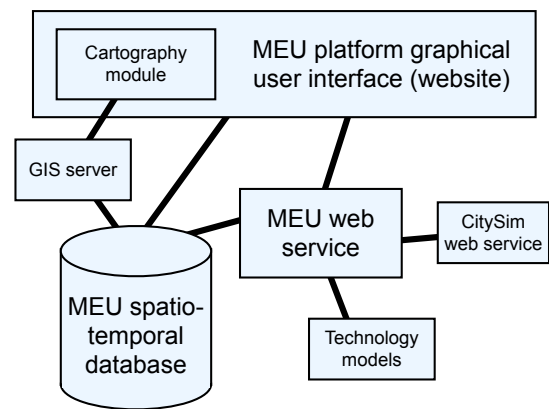 Cartography
module
MEU platform graphical
user interface (website)
GIS server
MEU web
service
CitySim
web service
MEU spatio-
temporal
database
Technology
models